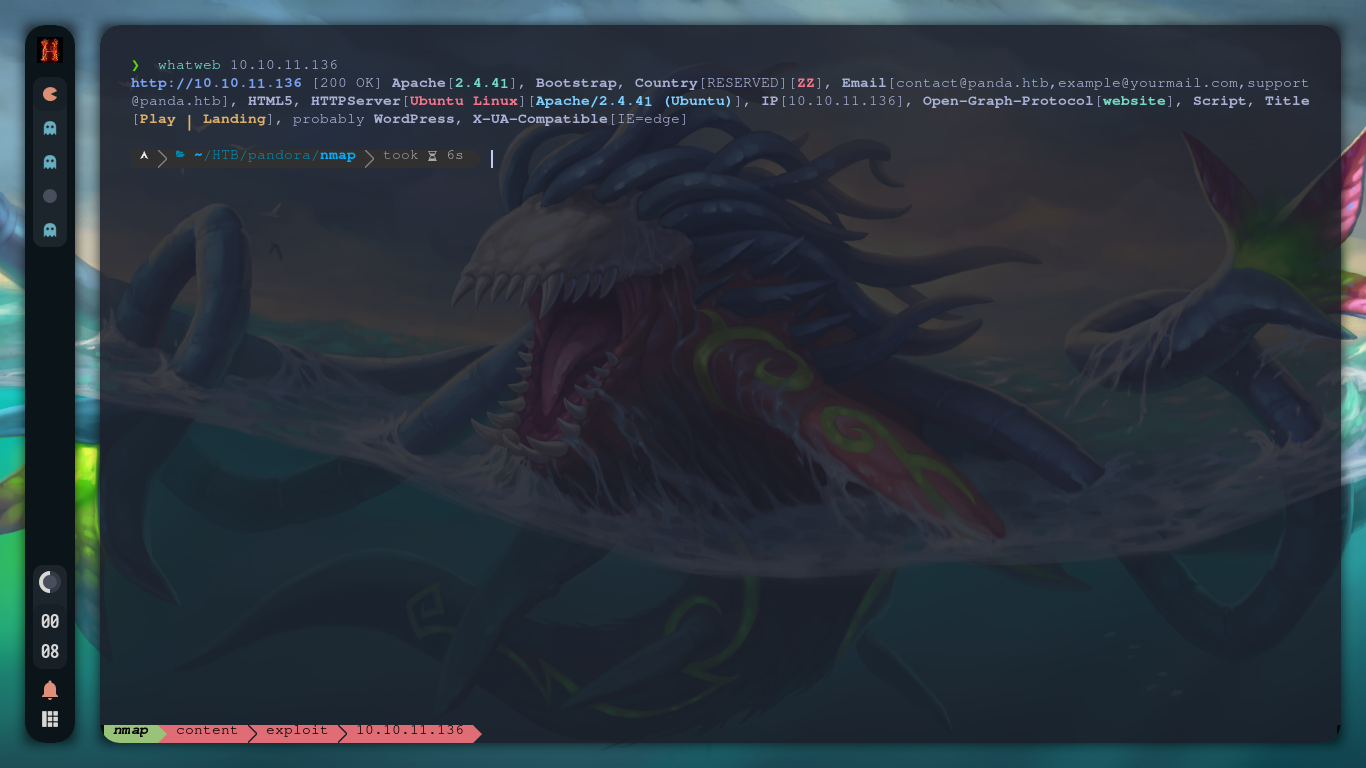 H
❯ whatweb 10.10.11.136
http://10.10.11.136 [200 OK] Apache[2.4.41], Bootstrap, Country[RESERVED][ZZ], Email[contact@panda.htb,example@yourmail.com,support
@panda.htb], HTML5, HTTPServer[Ubuntu Linux][Apache/2.4.41 (Ubuntu)], IP[10.10.11.136], Open-Graph-Protocol[website], Script, Title
[Play | Landing], probably WordPress, X-UA-Compatible[IE=edge]
~/HTB/pandora/nmap took 6s
00
08
nmap content exploit 10.10.11.136